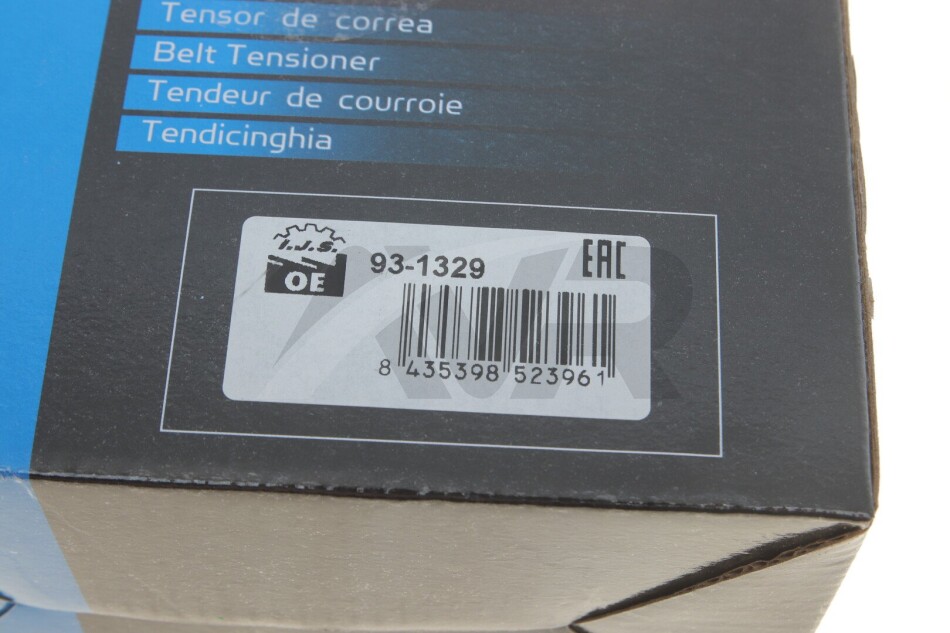 Tensor de correa
Belt Tensioner
Tendeur de courroie
Tendicinghia
I.J.S.
OE
93-1329
EAC
8 435398 523961